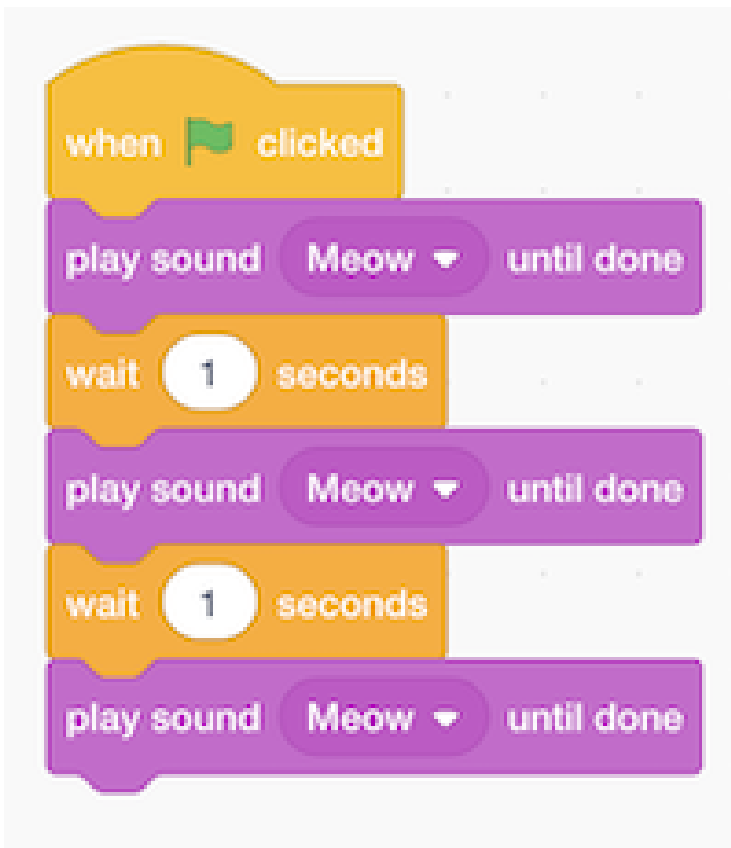 when clicked
play sound Meow until done
wait 1 seconds
play sound Meow until done
wait 1 seconds
play sound Meow until done